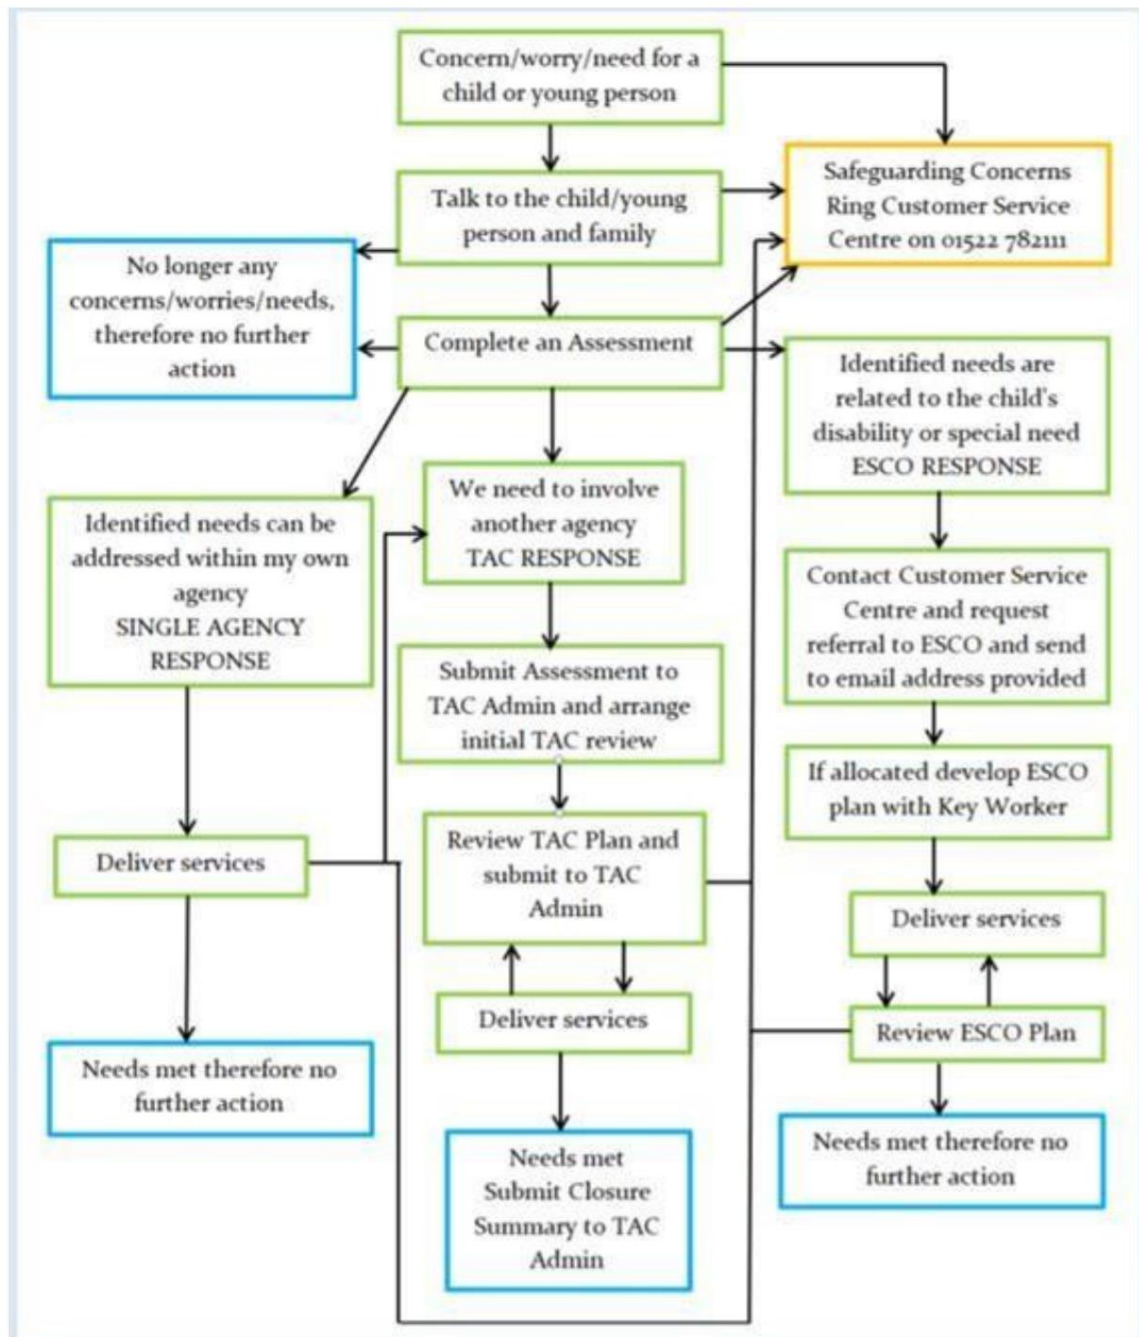 Concern/worry/need for a
child or young person
Safeguarding Concerns
Ring Customer Service
Centre on 01522 782111
Talk to the child/young
person and family
No longer any
concerns/worries/needs,
therefore no further
action
Complete an Assessment
Identified needs are
related to the child's
disability or special need
ESCO RESPONSE
We need to involve
another agency
TAC RESPONSE
Identified needs can be
addressed within my own
agency
SINGLE AGENCY
RESPONSE
Contact Customer Service
Centre and request
referral to ESCO and send
to email address provided
Submit Assessment to
TAC Admin and arrange
initial TAC review
If allocated develop ESCO
plan with Key Worker
Deliver services
Review TAC Plan and
submit to TAC
Admin
Deliver services
Deliver services
Review ESCO Plan
Needs met therefore no
further action
Needs met
Submit Closure
Summary to TAC
Admin
Needs met therefore no
further action